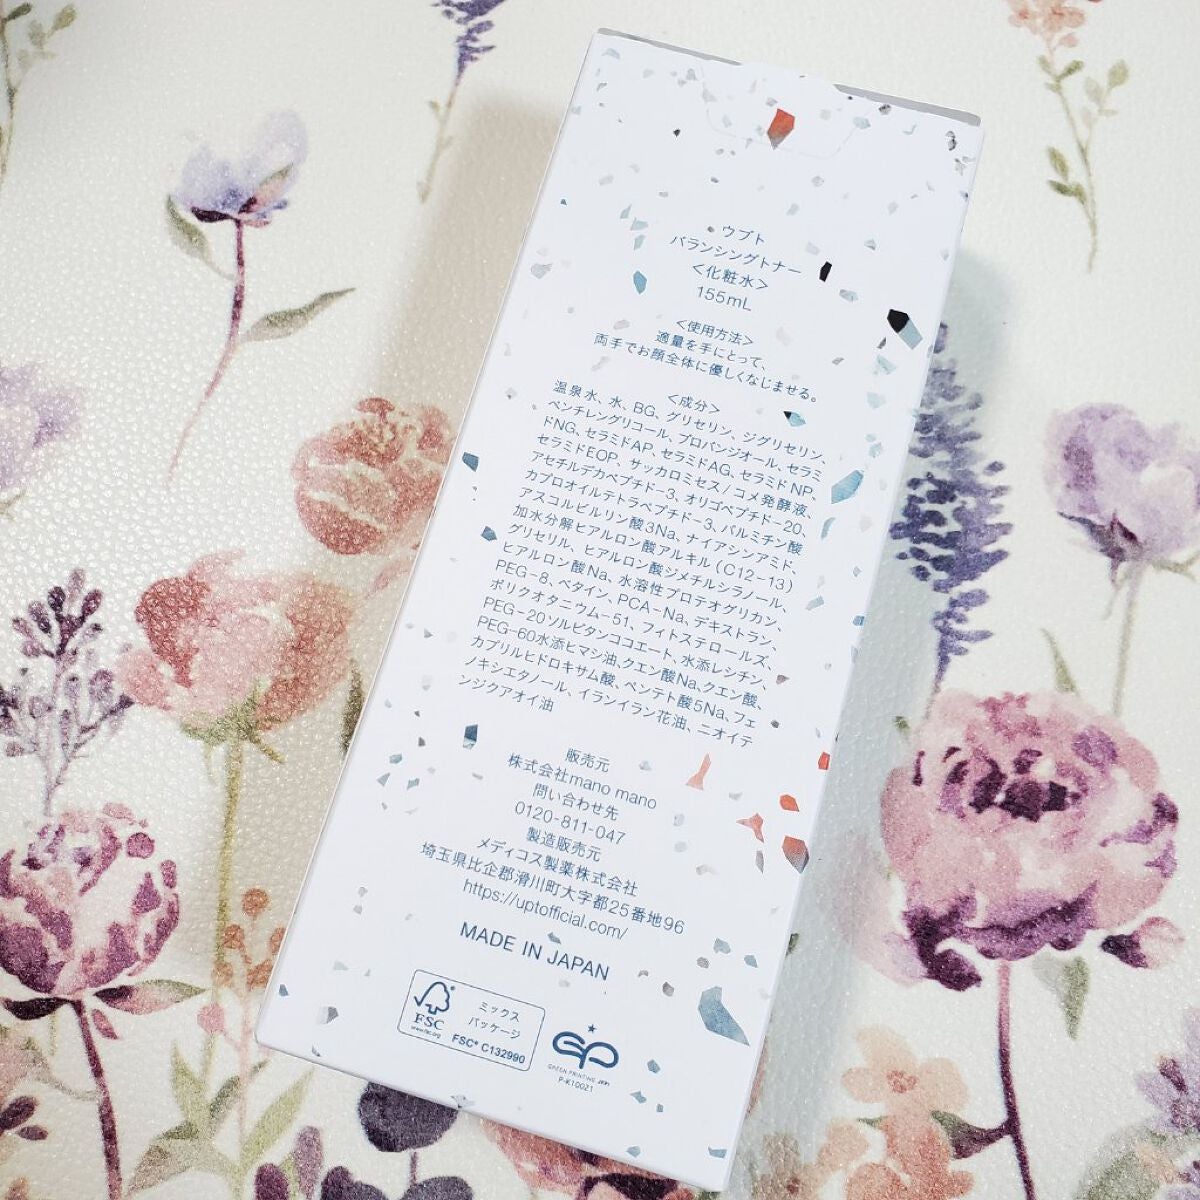 ウプト
バランシングトナー
<化粧水>
155mL
<使用方法>
適量を手にとって、
両手でお顔全体に優しくなじませる。
<成分>
温泉水、水、BG、グリセリン、ジグリセリン、
ペンチレングリコール、プロパンジオール、セラミ
ドNG、セラミドAP、セラミドAG、セラミドNP、
セラミドEOP、サッカロミセス/コメ発酵液、
アセチルデカペプチド-3、オリゴペプチド-20、
カプロオイルテトラペプチド-3、パルミチン酸
アスコルビルリン酸3Na、ナイアシンアミド、
加水分解ヒアルロン酸アルキル(C12-13)
グリセリル、ヒアルロン酸ジメチルシラノール、
ヒアルロン酸Na、水溶性プロテオグリカン、
PEG-8、ベタイン、PCA-Na、デキストラン、
ポリクオタニウム-51、フィトステロールズ、
PEG-20ソルビタンココエート、水添レシチン、
PEG-60水添ヒマシ油、クエン酸Na、クエン酸、
カプリルヒドロキサム酸、ペンテト酸5Na、フェ
ノキシエタノール、イランイラン花油、ニオイテ
ンジクアオイ油
販売元
株式会社mano mano
問い合わせ先
0120-811-047
製造販売元
メディコス製薬株式会社
埼玉県比企郡滑川町大字都25番地96
https://uptofficial.com/
MADE IN JAPAN
FSC
www.fsc.org
ミックス
パッケージ
FSC® C132990
GP
GREEN PRINTING JFPI
P-K10021